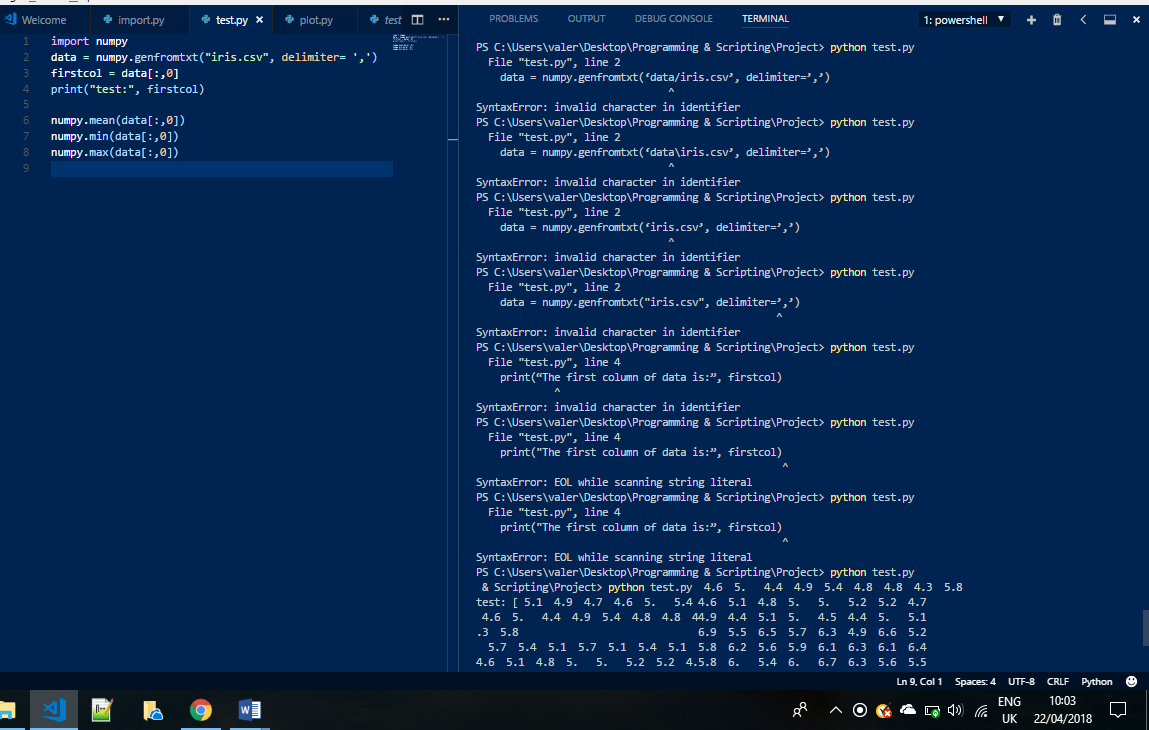 Welcome import.py test.py × plot.py test ···
1 import numpy
2 data = numpy.genfromtxt("iris.csv", delimiter= ',')
3 firstcol = data[:,0]
4 print("test:", firstcol)
5
6 numpy.mean(data[:,0])
7 numpy.min(data[:,0])
8 numpy.max(data[:,0])
9
PROBLEMS OUTPUT DEBUG CONSOLE TERMINAL 1: powershell
PS C:\Users\valer\Desktop\Programming & Scripting\Project> python test.py
File "test.py", line 2
data = numpy.genfromtxt(‘data/iris.csv’, delimiter=’,’)
^
SyntaxError: invalid character in identifier
PS C:\Users\valer\Desktop\Programming & Scripting\Project> python test.py
File "test.py", line 2
data = numpy.genfromtxt(‘data\iris.csv’, delimiter=’,’)
^
SyntaxError: invalid character in identifier
PS C:\Users\valer\Desktop\Programming & Scripting\Project> python test.py
File "test.py", line 2
data = numpy.genfromtxt(‘iris.csv’, delimiter=’,’)
^
SyntaxError: invalid character in identifier
PS C:\Users\valer\Desktop\Programming & Scripting\Project> python test.py
File "test.py", line 2
data = numpy.genfromtxt("iris.csv", delimiter=’,’)
^
SyntaxError: invalid character in identifier
PS C:\Users\valer\Desktop\Programming & Scripting\Project> python test.py
File "test.py", line 4
print(“The first column of data is:”, firstcol)
^
SyntaxError: invalid character in identifier
PS C:\Users\valer\Desktop\Programming & Scripting\Project> python test.py
File "test.py", line 4
print("The first column of data is:”, firstcol)
^
SyntaxError: EOL while scanning string literal
PS C:\Users\valer\Desktop\Programming & Scripting\Project> python test.py
File "test.py", line 4
print("The first column of data is:”, firstcol)
^
SyntaxError: EOL while scanning string literal
PS C:\Users\valer\Desktop\Programming & Scripting\Project> python test.py
& Scripting\Project> python test.py 4.6 5. 4.4 4.9 5.4 4.8 4.8 4.3 5.8
test: [ 5.1 4.9 4.7 4.6 5. 5.4 4.6 5.1 4.8 5. 5. 5.2 5.2 4.7
4.6 5. 4.4 4.9 5.4 4.8 4.8 44.9 4.4 5.1 5. 4.5 4.4 5. 5.1
.3 5.8 6.9 5.5 6.5 5.7 6.3 4.9 6.6 5.2
5.7 5.4 5.1 5.7 5.1 5.4 5.1 5.8 6.2 5.6 5.9 6.1 6.3 6.1 6.4
4.6 5.1 4.8 5. 5. 5.2 5.2 4.5.8 6. 5.4 6. 6.7 6.3 5.6 5.5
Ln 9, Col 1 Spaces: 4 UTF-8 CRLF Python
ENG 10:03
UK 22/04/2018